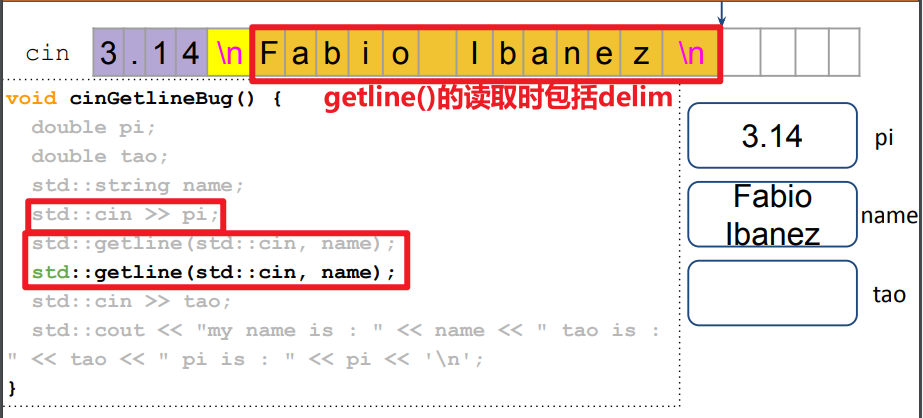 cin 3.14\nFabio Ibanez\n
getline()的读取时包括delim
void cinGetlineBug() {
double pi;
double tao;
std::string name;
std::cin >> pi;
std::getline(std::cin, name);
std::getline(std::cin, name);
std::cin >> tao;
std::cout << "my name is : " << name << " tao is :
" << tao << " pi is : " << pi << '\n';
}
3.14 pi
Fabio
Ibanez name
tao